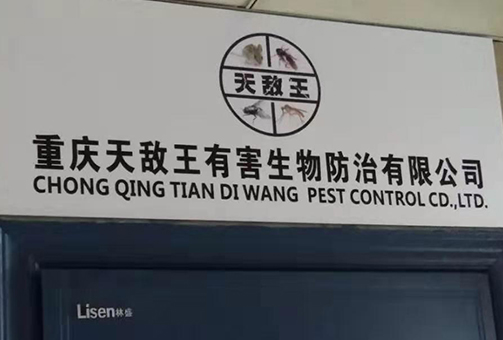 天敌王
重庆天敌王有害生物防治有限公司
CHONG QING TIAN DI WANG PEST CONTROL CD.,LTD.
Lisen林盛